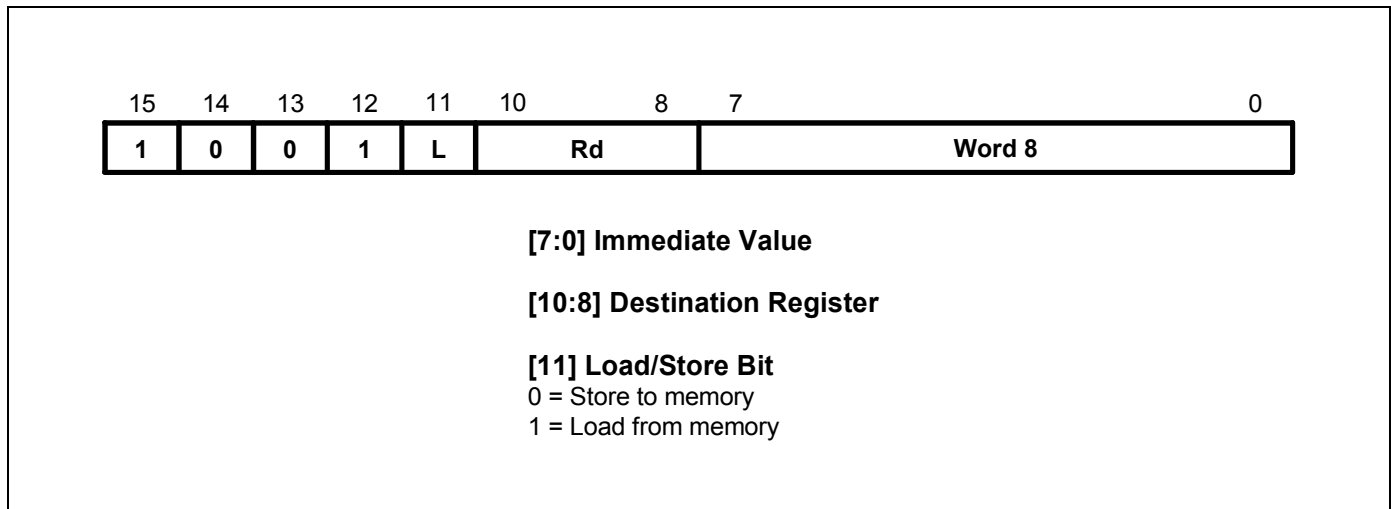 15 14 13 12 11 10 8 7 0
1 0 0 1 L Rd Word 8
[7:0] Immediate Value
[10:8] Destination Register
[11] Load/Store Bit
0 = Store to memory
1 = Load from memory